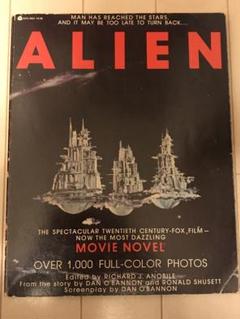 MAN HAS REACHED THE STARS
AND IT MAY BE TOO LATE TO TURN BACK....
ALIEN
THE SPECTACULAR TWENTIETH CENTURY-FOX FILM—
NOW THE MOST DAZZLING
MOVIE NOVEL
OVER 1,000 FULL-COLOR PHOTOS
Edited by RICHARD J. ANOBILE
From the story by DAN O'BANNON and RONALD SHUSETT
Screenplay by DAN O'BANNON